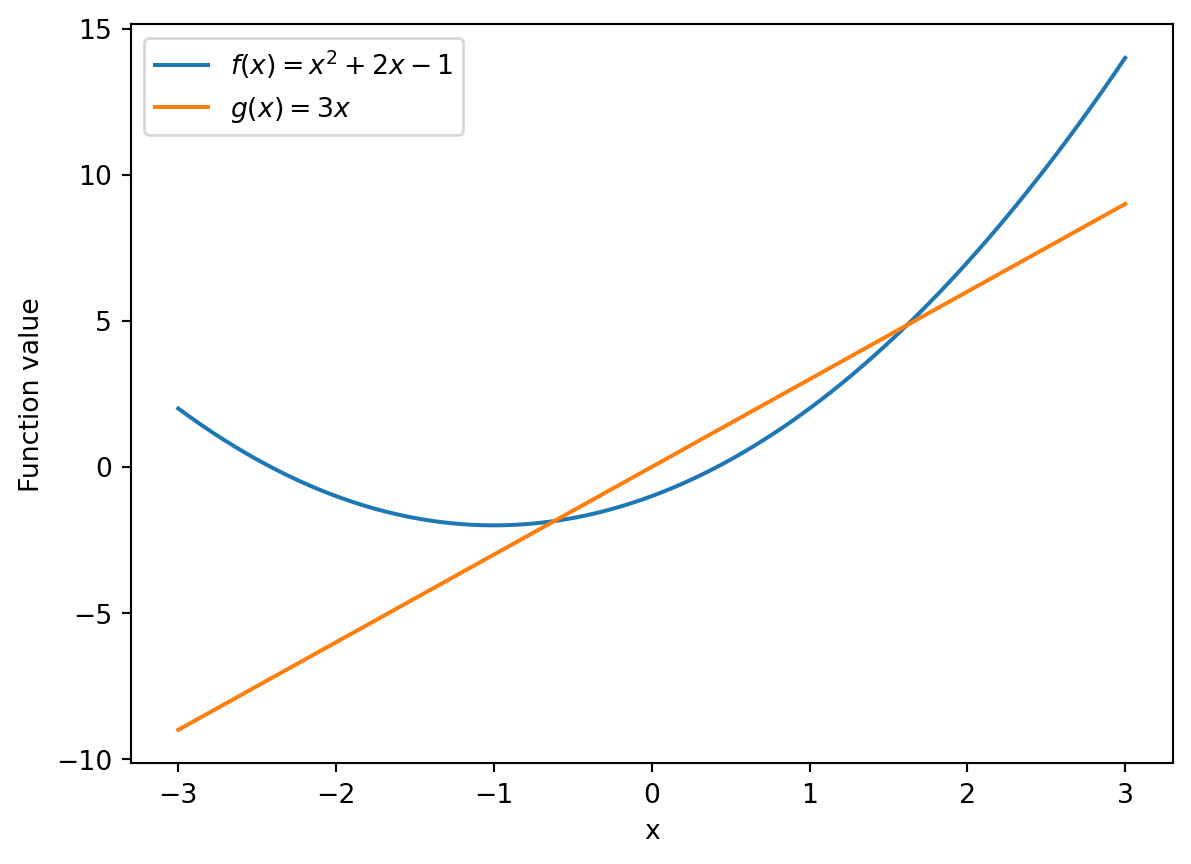 15
10
5
0
−5
−10
Function value
f(x) = x² + 2x − 1
g(x) = 3x
−3 −2 −1 0 1 2 3
x